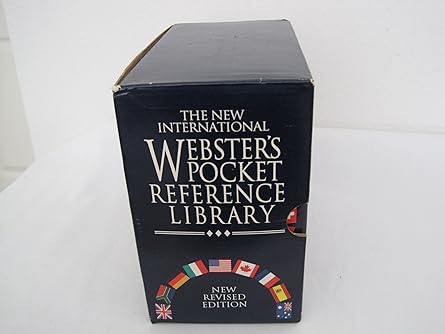 THE NEW
INTERNATIONAL
WEBSTER'S
POCKET
REFERENCE
LIBRARY
NEW
REVISED
EDITION